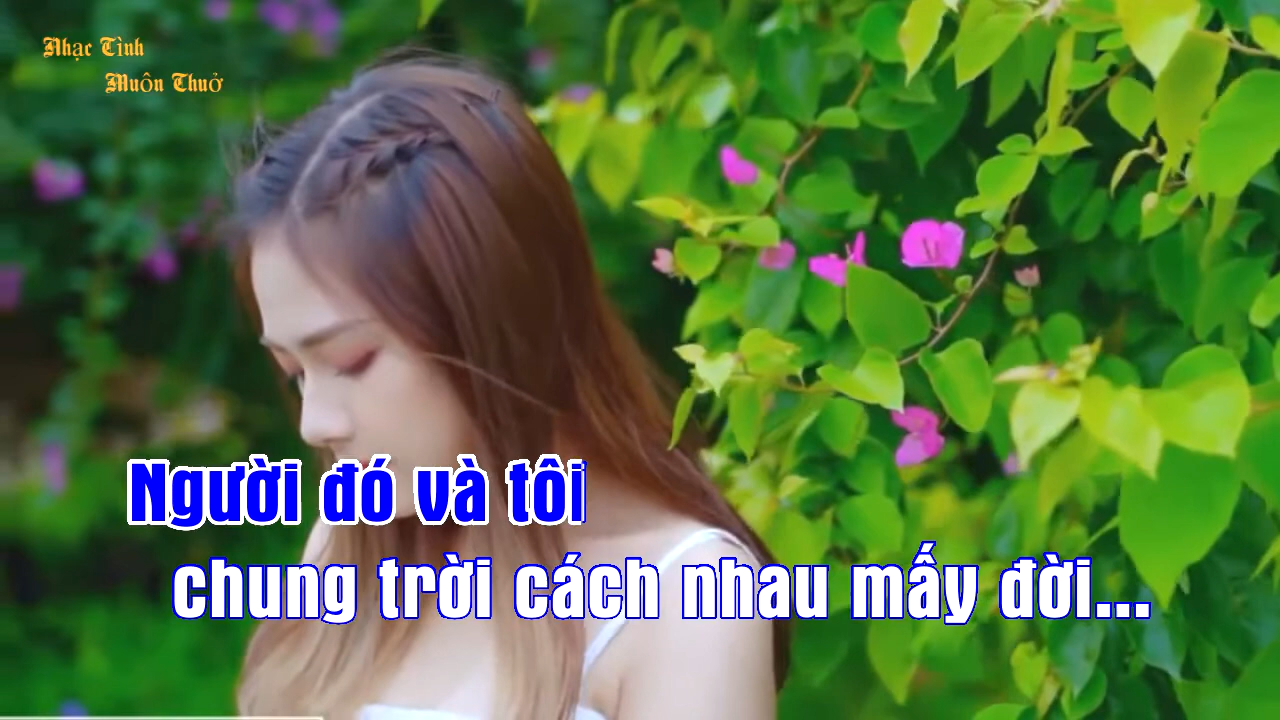 Nhạc Tình
Muôn Thuở
Người đó và tôi
chung trời cách nhau mấy đời...